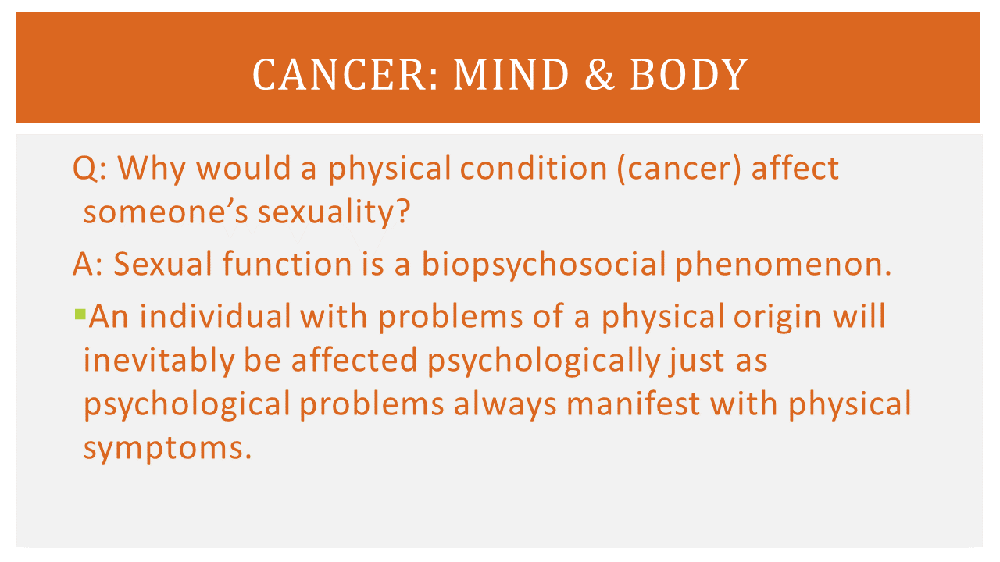 CANCER: MIND & BODY
Q: Why would a physical condition (cancer) affect
someone’s sexuality?
A: Sexual function is a biopsychosocial phenomenon.
▪An individual with problems of a physical origin will
inevitably be affected psychologically just as
psychological problems always manifest with physical
symptoms.